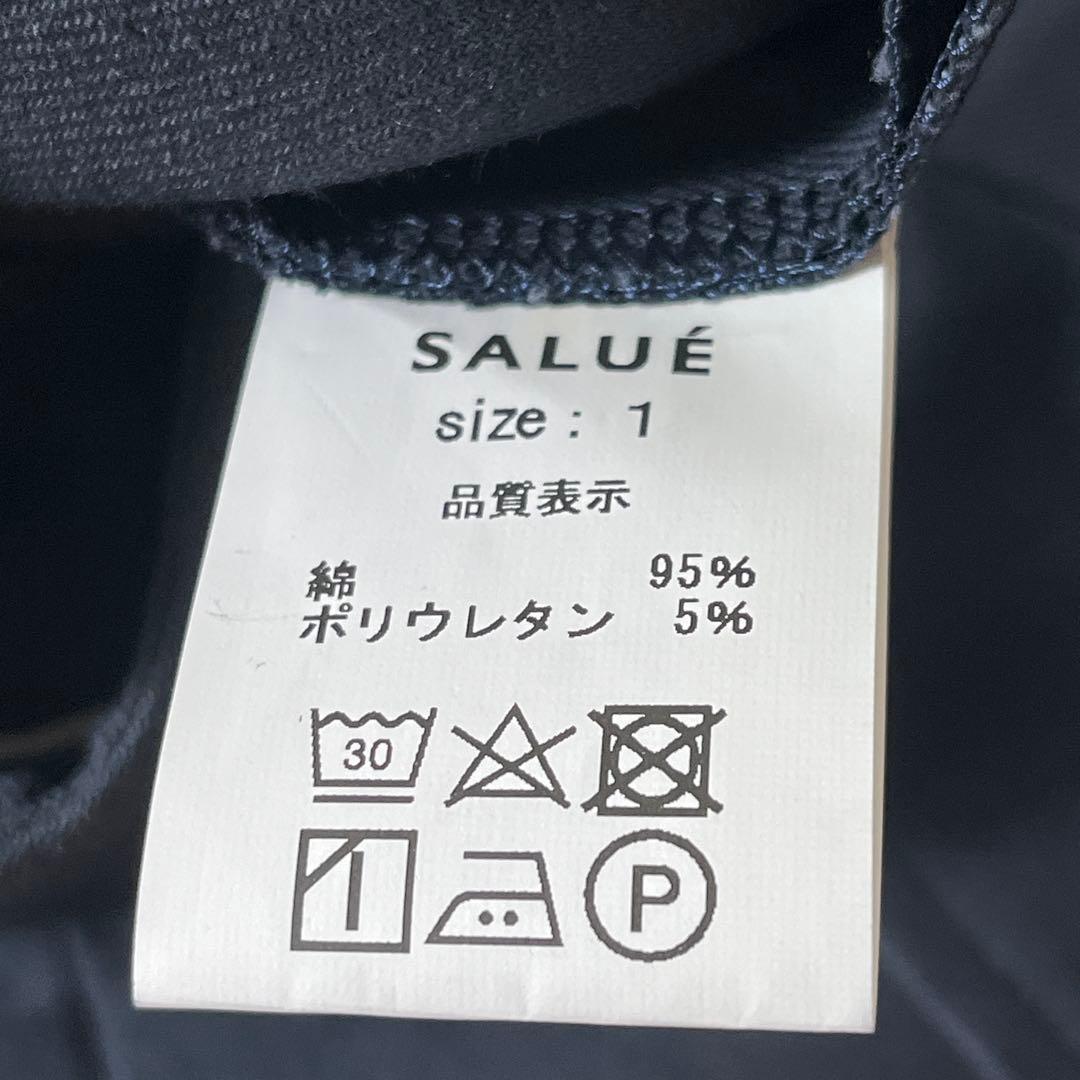 SALUÉ
size : 1
品質表示
綿 95%
ポリウレタン 5%
30
P